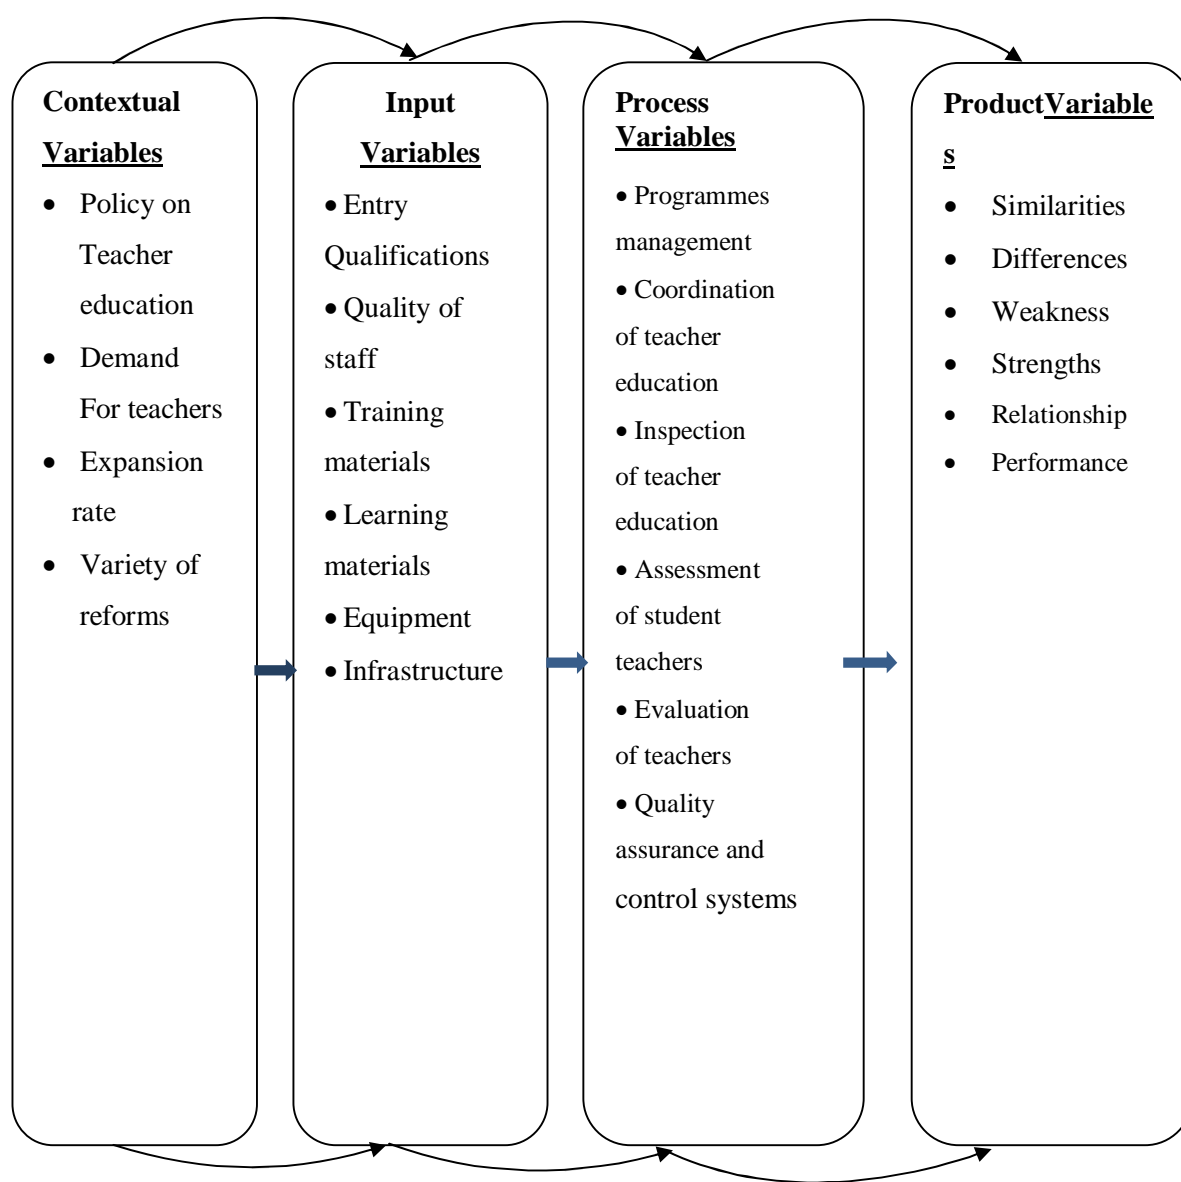 Contextual
Variables
• Policy on
Teacher
education
• Demand
For teachers
• Expansion
rate
• Variety of
reforms
Input
Variables
• Entry
Qualifications
• Quality of
staff
• Training
materials
• Learning
materials
• Equipment
• Infrastructure
Process
Variables
• Programmes
management
• Coordination
of teacher
education
• Inspection
of teacher
education
• Assessment
of student
teachers
• Evaluation
of teachers
• Quality
assurance and
control systems
ProductVariable
s
• Similarities
• Differences
• Weakness
• Strengths
• Relationship
• Performance